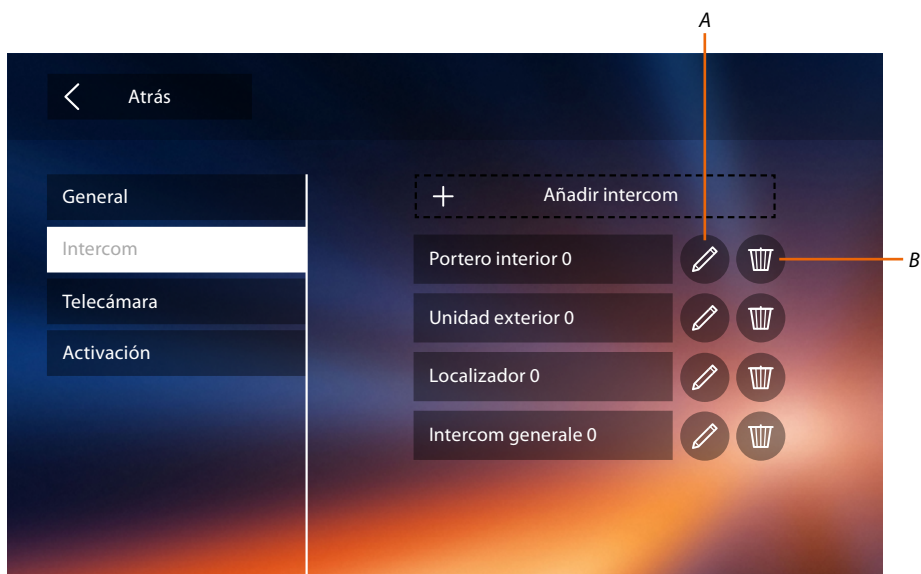 A
Atrás
General
Intercom
Telecámara
Activación
Añadir intercom
Portero interior 0
B
Unidad exterior 0
Localizador 0
Intercom generale 0